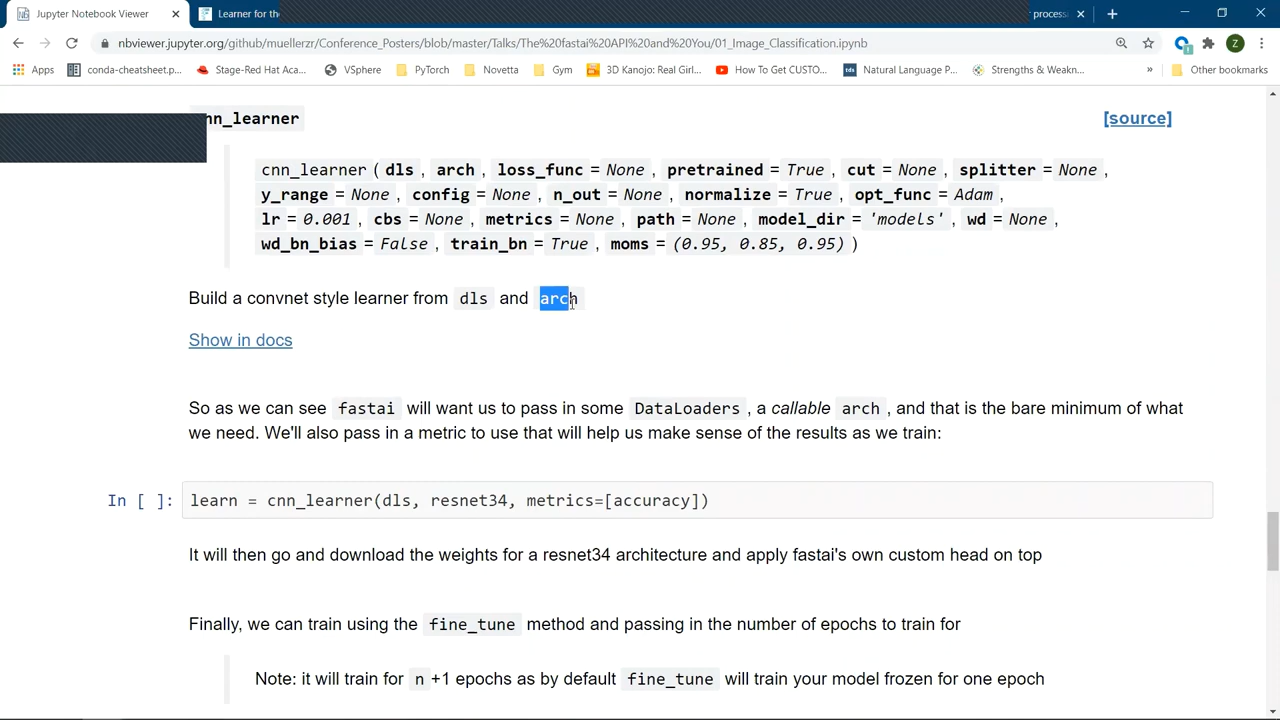 Jupyter Notebook Viewer
Learner for the
processi
nbviewer.jupyter.org/github/muellerzr/Conference_Posters/blob/master/Talks/The%20fastai%20API%20and%20You/01_Image_Classification.ipynb
Z
Apps conda-cheatsheet.p... Stage-Red Hat Aca... VSphere PyTorch Novetta Gym 3D Kanojo: Real Girl... How To Get CUSTO... Natural Language P... Strengths & Weakn... » Other bookmarks
nn_learner
[source]
cnn_learner ( dls , arch , loss_func = None , pretrained = True , cut = None , splitter = None ,
y_range = None , config = None , n_out = None , normalize = True , opt_func = Adam ,
lr = 0.001 , cbs = None , metrics = None , path = None , model_dir = 'models' , wd = None ,
wd_bn_bias = False , train_bn = True , moms = (0.95, 0.85, 0.95) )
Build a convnet style learner from dls and arch
Show in docs
So as we can see fastai will want us to pass in some DataLoaders , a callable arch , and that is the bare minimum of what
we need. We'll also pass in a metric to use that will help us make sense of the results as we train:
In [ ]: learn = cnn_learner(dls, resnet34, metrics=[accuracy])
It will then go and download the weights for a resnet34 architecture and apply fastai's own custom head on top
Finally, we can train using the fine_tune method and passing in the number of epochs to train for
Note: it will train for n +1 epochs as by default fine_tune will train your model frozen for one epoch